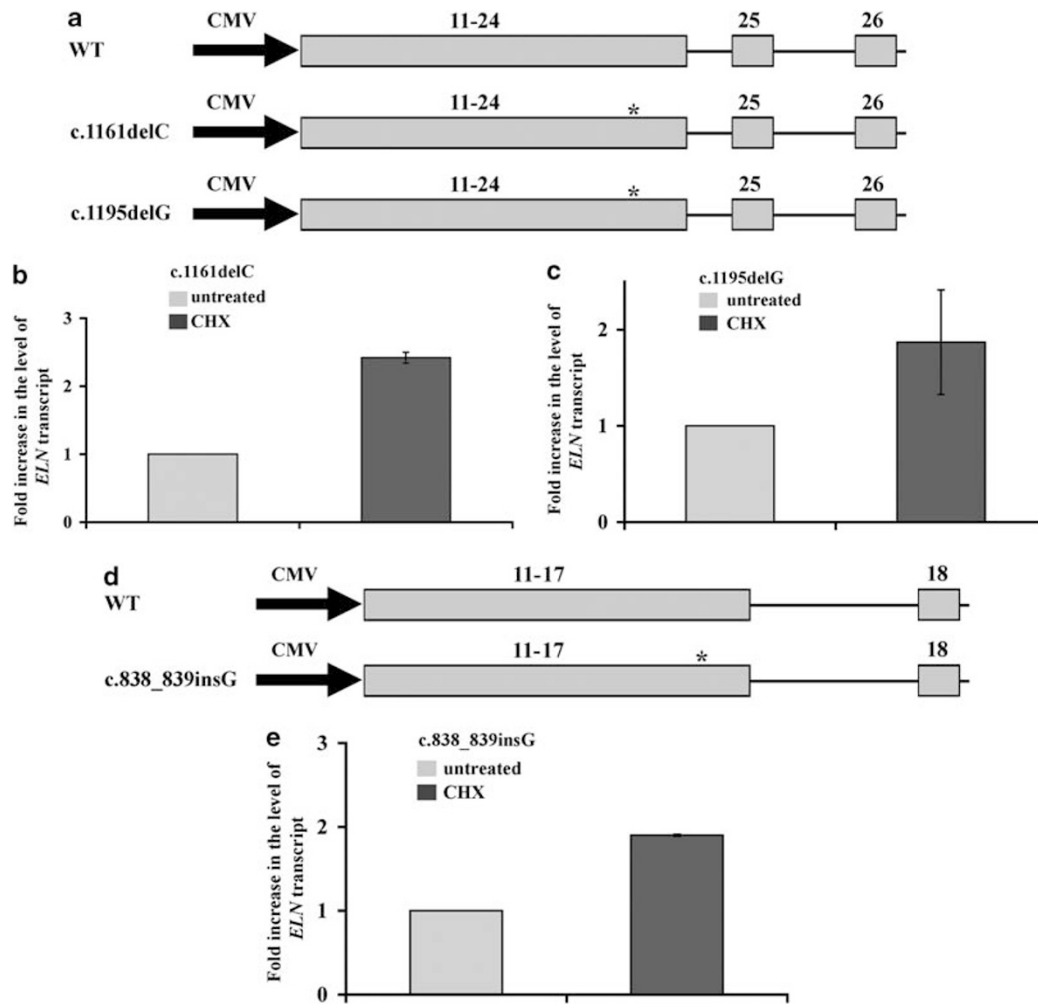 a
CMV 11-24 25 26
WT
CMV 11-24 * 25 26
c.1161delC
CMV 11-24 * 25 26
c.1195delG
b
c.1161delC
untreated
CHX
Fold increase in the level of
ELN transcript
3
2
1
0
c
c.1195delG
untreated
CHX
Fold increase in the level of
ELN transcript
2
1
0
d
CMV 11-17 18
WT
CMV 11-17 * 18
c.838_839insG
e
c.838_839insG
untreated
CHX
Fold increase in the level of
ELN transcript
3
2
1
0